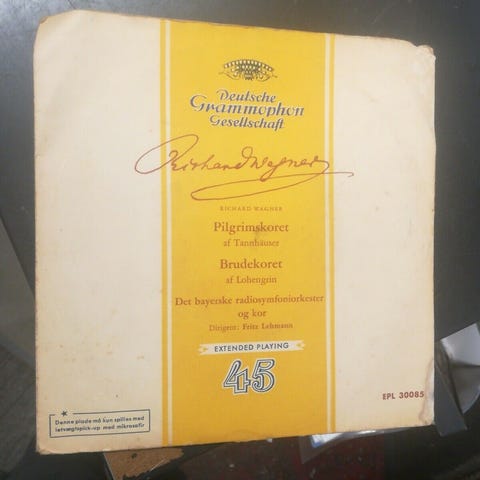 Deutsche
Grammophon
Gesellschaft
Richard Wagner
RICHARD WAGNER
Pilgrimskoret
af Tannhäuser
Brudekoret
af Lohengrin
Det bayerske radiosymfoniorkester
og kor
Dirigent: Fritz Lehmann
EXTENDED PLAYING
45
EPL 30085
Denne plade må kun spilles med
letvægtspick-up med mikrosafir